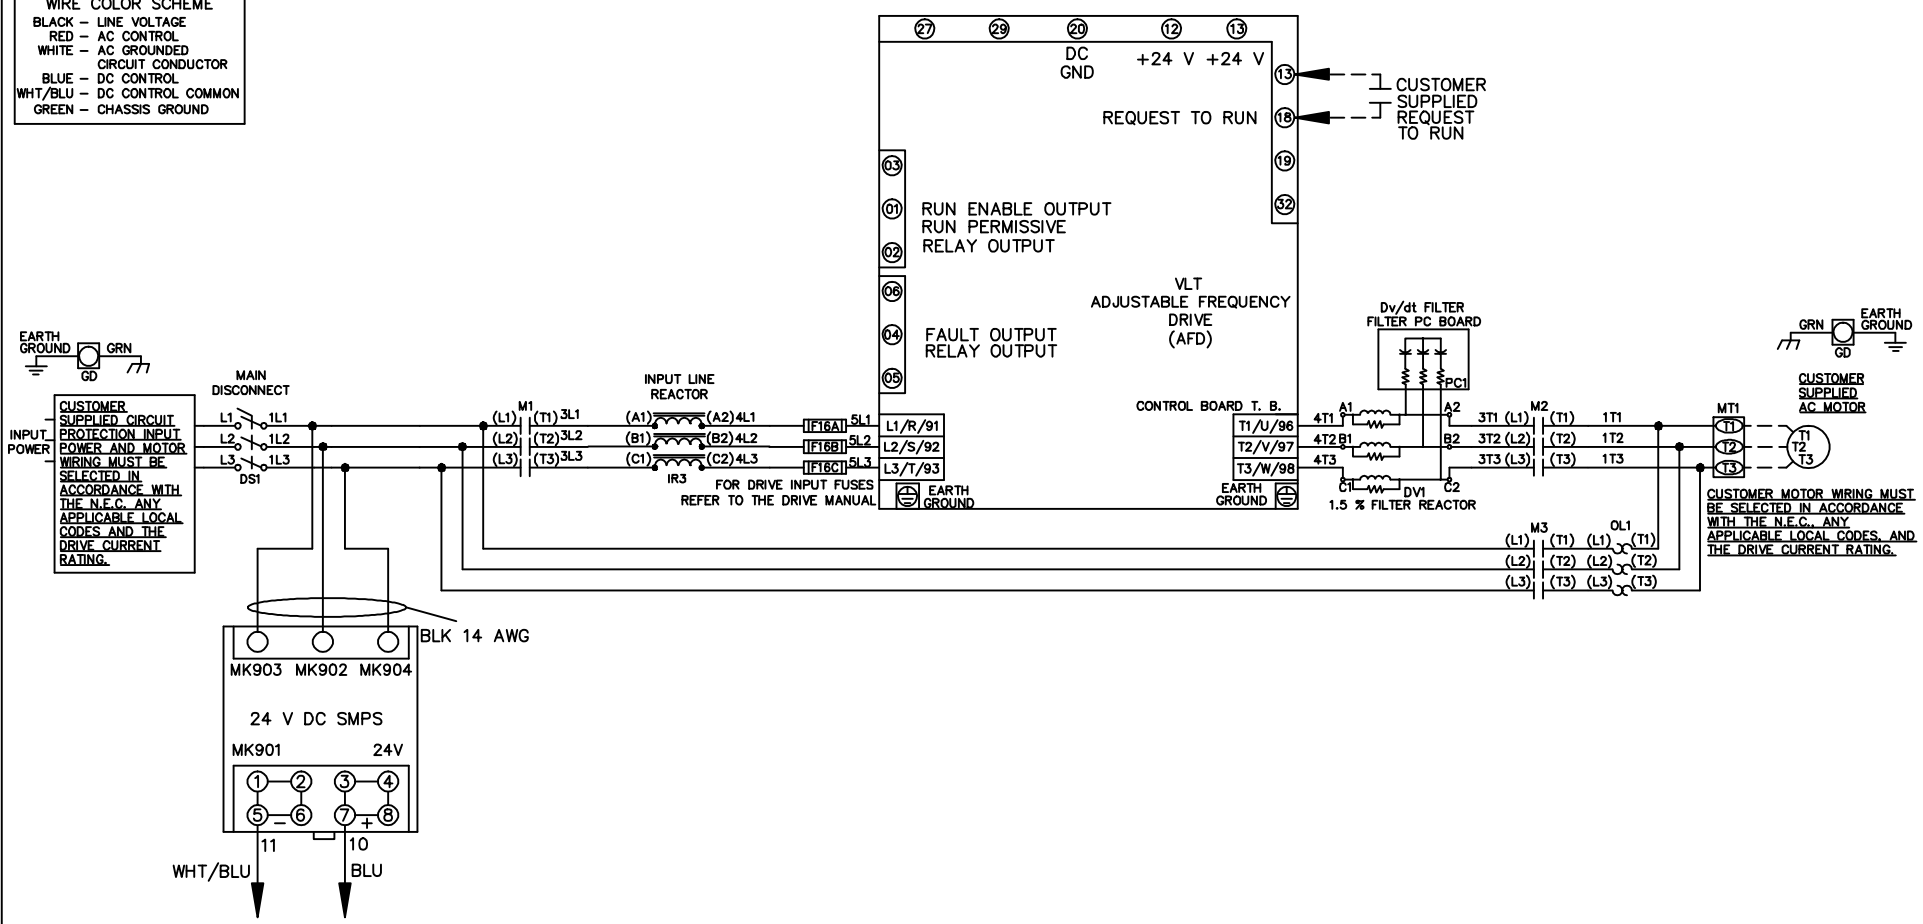 WIRE COLOR SCHEME
BLACK – LINE VOLTAGE
RED – AC CONTROL
WHITE – AC GROUNDED
CIRCUIT CONDUCTOR
BLUE – DC CONTROL
WHT/BLU – DC CONTROL COMMON
GREEN – CHASSIS GROUND
27 29 20 12 13
DC
GND
+24 V +24 V
13
REQUEST TO RUN 18
19
32
CUSTOMER
SUPPLIED
REQUEST
TO RUN
03
01
02
RUN ENABLE OUTPUT
RUN PERMISSIVE
RELAY OUTPUT
06
04
05
FAULT OUTPUT
RELAY OUTPUT
VLT
ADJUSTABLE FREQUENCY
DRIVE
(AFD)
Dv/dt FILTER
FILTER PC BOARD
PC1
EARTH
GROUND
GRN
GD
GRN
EARTH
GROUND
GD
INPUT
POWER
CUSTOMER
SUPPLIED CIRCUIT
PROTECTION INPUT
POWER AND MOTOR
WIRING MUST BE
SELECTED IN
ACCORDANCE WITH
THE N.E.C. ANY
APPLICABLE LOCAL
CODES AND THE
DRIVE CURRENT
RATING.
MAIN
DISCONNECT
L1 1L1
L2 1L2
L3 1L3
DS1
M1
(L1) (T1) 3L1
(L2) (T2) 3L2
(L3) (T3) 3L3
INPUT LINE
REACTOR
(A1) (A2) 4L1
(B1) (B2) 4L2
(C1) (C2) 4L3
IR3
F16A 5L1
F16B 5L2
F16C 5L3
FOR DRIVE INPUT FUSES
REFER TO THE DRIVE MANUAL
L1/R/91
L2/S/92
L3/T/93
EARTH
GROUND
CONTROL BOARD T. B.
T1/U/96
T2/V/97
T3/W/98
EARTH
GROUND
4T1 A1 A2
4T2 B1 B2
4T3 C1 C2
DV1
1.5 % FILTER REACTOR
M2
3T1 (L1) (T1) 1T1
3T2 (L2) (T2) 1T2
3T3 (L3) (T3) 1T3
MT1
T1
T2
T3
CUSTOMER
SUPPLIED
AC MOTOR
T1
T2
T3
CUSTOMER MOTOR WIRING MUST
BE SELECTED IN ACCORDANCE
WITH THE N.E.C., ANY
APPLICABLE LOCAL CODES, AND
THE DRIVE CURRENT RATING.
M3 OL1
(L1) (T1) (L1) (T1)
(L2) (T2) (L2) (T2)
(L3) (T3) (L3) (T3)
BLK 14 AWG
MK903 MK902 MK904
24 V DC SMPS
MK901 24V
1 2 3 4
5 6 7 8
– +
11 10
WHT/BLU BLU